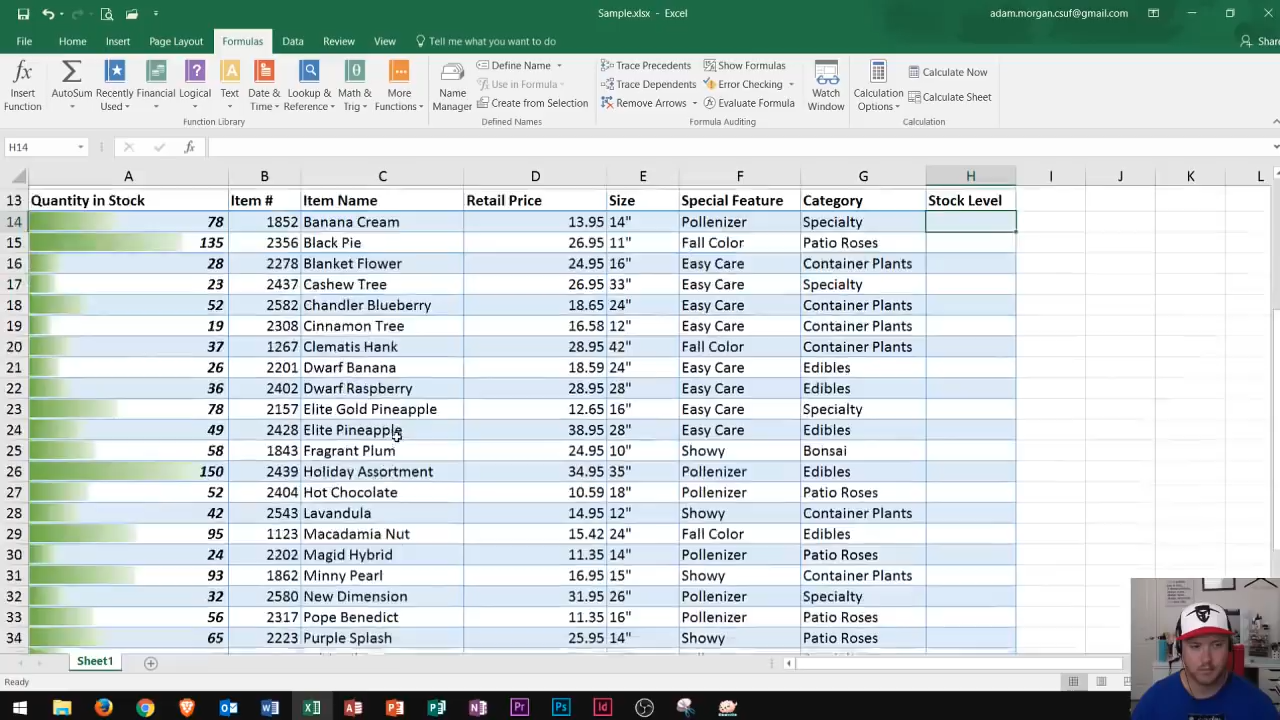 Sample.xlsx - Excel
adam.morgan.csuf@gmail.com
File Home Insert Page Layout Formulas Data Review View Tell me what you want to do Share
Insert Function
AutoSum
Recently Used
Financial
Logical
Text
Date & Time
Lookup & Reference
Math & Trig
More Functions
Function Library
Name Manager
Define Name
Use in Formula
Create from Selection
Defined Names
Trace Precedents
Trace Dependents
Remove Arrows
Show Formulas
Error Checking
Evaluate Formula
Formula Auditing
Watch Window
Calculation Options
Calculate Now
Calculate Sheet
Calculation
H14
A B C D E F G H I J K L
13 Quantity in Stock Item # Item Name Retail Price Size Special Feature Category Stock Level
14 78 1852 Banana Cream 13.95 14" Pollenizer Specialty
15 135 2356 Black Pie 26.95 11" Fall Color Patio Roses
16 28 2278 Blanket Flower 24.95 16" Easy Care Container Plants
17 23 2437 Cashew Tree 26.95 33" Easy Care Specialty
18 52 2582 Chandler Blueberry 18.65 24" Easy Care Container Plants
19 19 2308 Cinnamon Tree 16.58 12" Easy Care Container Plants
20 37 1267 Clematis Hank 28.95 42" Fall Color Container Plants
21 26 2201 Dwarf Banana 18.59 24" Easy Care Edibles
22 36 2402 Dwarf Raspberry 28.95 28" Easy Care Edibles
23 78 2157 Elite Gold Pineapple 12.65 16" Easy Care Specialty
24 49 2428 Elite Pineapple 38.95 28" Easy Care Edibles
25 58 1843 Fragrant Plum 24.95 10" Showy Bonsai
26 150 2439 Holiday Assortment 34.95 35" Pollenizer Edibles
27 52 2404 Hot Chocolate 10.59 18" Pollenizer Patio Roses
28 42 2543 Lavandula 14.95 12" Showy Container Plants
29 95 1123 Macadamia Nut 15.42 24" Fall Color Edibles
30 24 2202 Magid Hybrid 11.35 14" Pollenizer Patio Roses
31 93 1862 Minny Pearl 16.95 15" Showy Container Plants
32 32 2580 New Dimension 31.95 26" Pollenizer Specialty
33 56 2317 Pope Benedict 11.35 16" Pollenizer Patio Roses
34 65 2223 Purple Splash 25.95 14" Showy Patio Roses
Sheet1
Ready